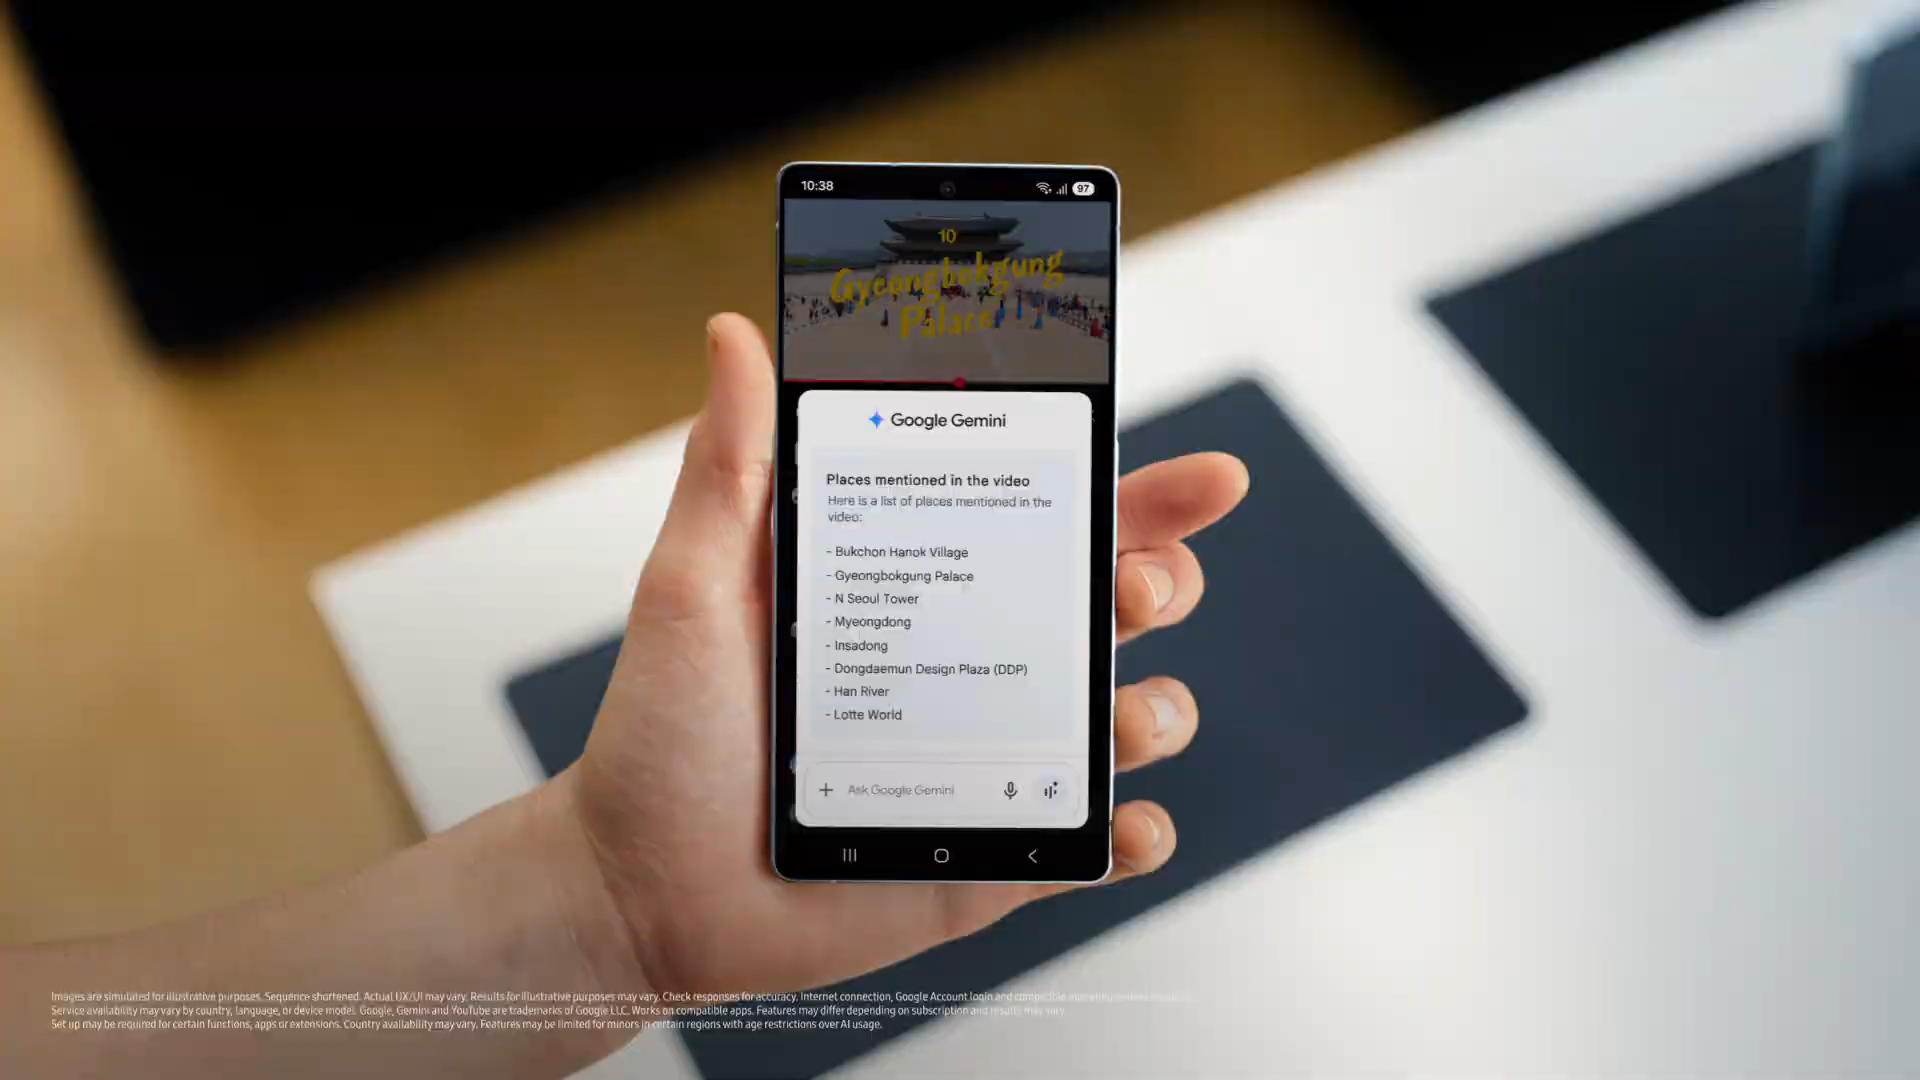 10:38
97
10
Gyeongbokgung
Palace
Google Gemini
Places mentioned in the video
Here is a list of places mentioned in the
video:
- Bukchon Hanok Village
- Gyeongbokgung Palace
- N Seoul Tower
- Myeongdong
- Insadong
- Dongdaemun Design Plaza (DDP)
- Han River
- Lotte World
Ask Google Gemini
Images are simulated for illustrative purposes. Sequence shortened. Actual UX/UI may vary. Results for illustrative purposes may vary. Check responses for accuracy. Internet connection, Google Account login and
Service availability may vary by country, language, or device model. Google, Gemini and YouTube are trademarks of Google LLC. Works on compatible apps. Features may differ depending on subscription and results may vary.
Set up may be required for certain functions, apps or extensions. Country availability may vary. Features may be limited for minors in certain regions with age restrictions over AI usage.